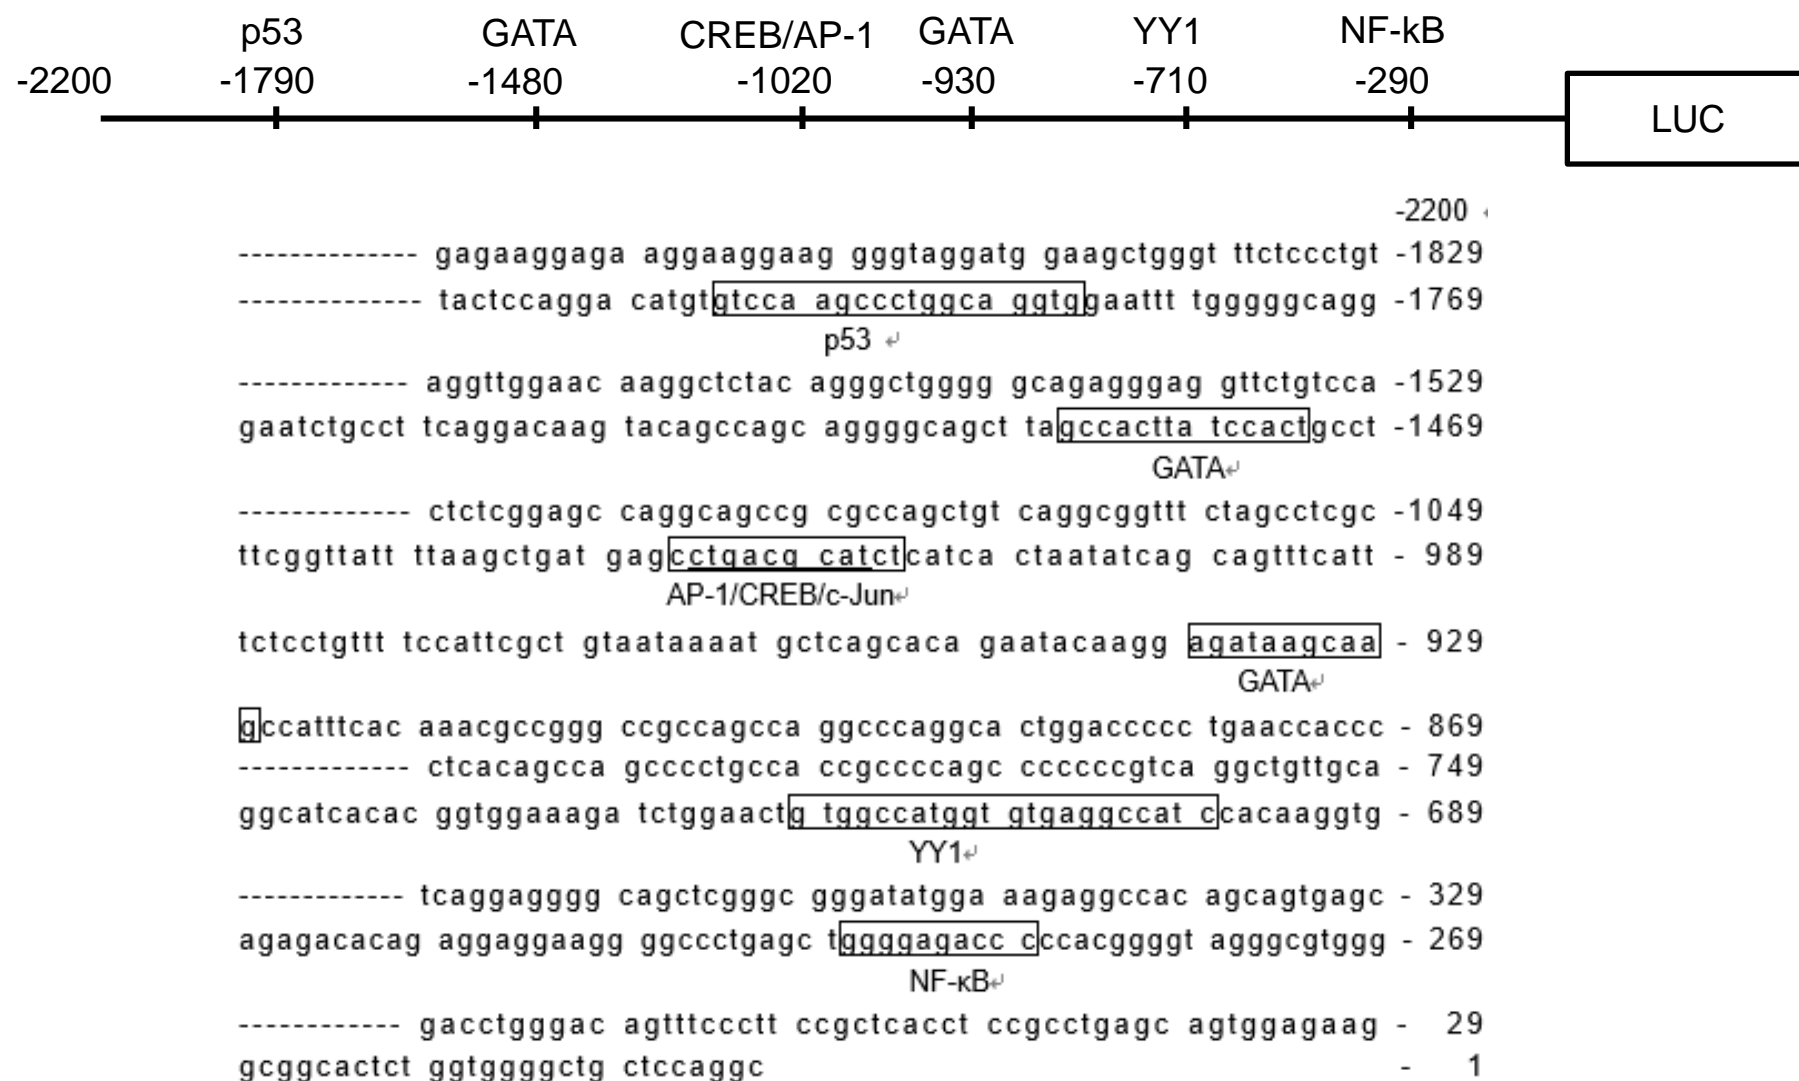 p53 GATA CREB/AP-1 GATA YY1 NF-kB
-2200 -1790 -1480 -1020 -930 -710 -290
LUC
-2200
------------- gagaaggaga aggaaggaag gggtaggatg gaagctgggt ttctccctgt -1829
------------- tactccagga catgtgtcca agccctggca ggtggaattt tgggggcagg -1769
p53
------------- aggttggaac aaggctctac agggctgggg gcagagggag gttctgtcca -1529
gaatctgcct tcaggacaag tacagccagc aggggcagct tagccactta tccactgcct -1469
GATA
------------- ctctcggagc caggcagccg cgccagctgt caggcggttt ctagcctcgc -1049
ttcggttatt ttaagctgat gagcctgacg catctcatca ctaatatcag cagtttcatt - 989
AP-1/CREB/c-Jun
tctcctgttt tccattcgct gtaataaaat gctcagcaca gaatacaagg agataagcaa - 929
GATA
gccatttcac aaacgccggg ccgccagcca ggcccaggca ctggaccccc tgaaccaccc - 869
------------- ctcacagcca gcccctgcca ccgccccagc ccccccgtca ggctgttgca - 749
ggcatcacac ggtggaaaga tctggaactg tggccatggt gtgaggccat ccacaaggtg - 689
YY1
------------- tcaggagggg cagctcgggc gggatatgga aagaggccac agcagtgagc - 329
agagacacag aggaggaagg ggccctgagc tggggagacc cccacggggt agggcgtggg - 269
NF-κB
------------ gacctgggac agtttccctt ccgctcacct ccgcctgagc agtggagaag - 29
gcggcactct ggtggggctg ctccaggc - 1